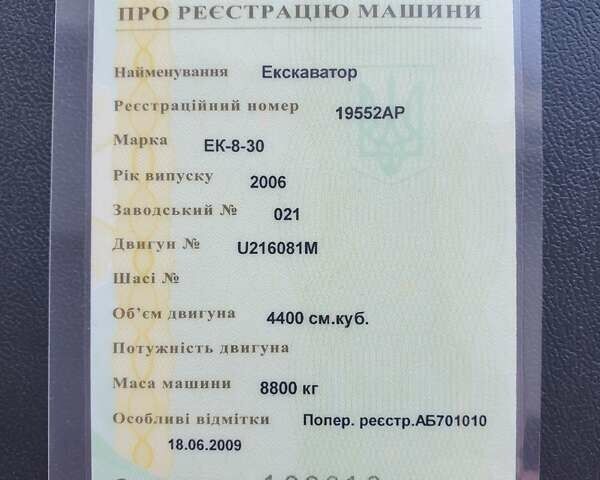 ПРО РЕЄСТРАЦІЮ МАШИНИ
Найменування Екскаватор
Реєстраційний номер 19552АР
Марка ЕК-8-30
Рік випуску 2006
Заводський № 021
Двигун № U216081M
Шасі №
Об’єм двигуна 4400 см.куб.
Потужність двигуна
Маса машини 8800 кг
Особливі відмітки Попер. реєстр.АБ701010
18.06.2009